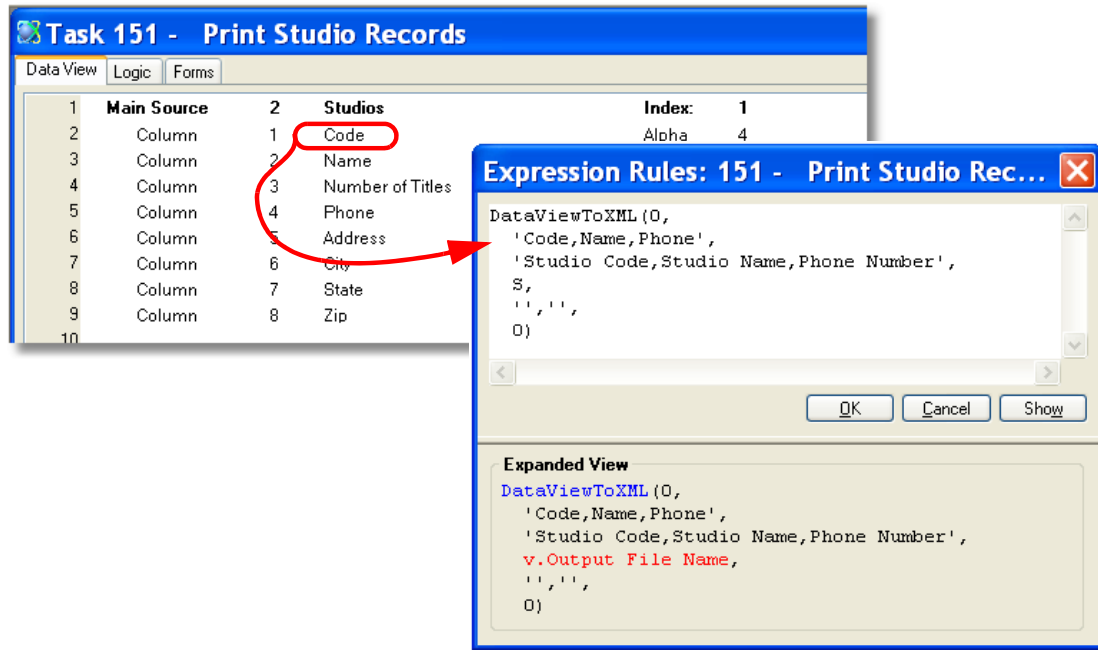 Task 151 - Print Studio Records
Data View Logic Forms
1 Main Source 2 Studios Index: 1
2 Column 1 Code Alpha 4
3 Column 2 Name
4 Column 3 Number of Titles
5 Column 4 Phone
6 Column 5 Address
7 Column 6 City
8 Column 7 State
9 Column 8 Zip
10
Expression Rules: 151 - Print Studio Rec...
DataViewToXML(0,
'Code,Name,Phone',
'Studio Code,Studio Name,Phone Number',
S,
'','',
0)
OK Cancel Show
Expanded View
DataViewToXML(0,
'Code,Name,Phone',
'Studio Code,Studio Name,Phone Number',
v.Output File Name,
'','',
0)